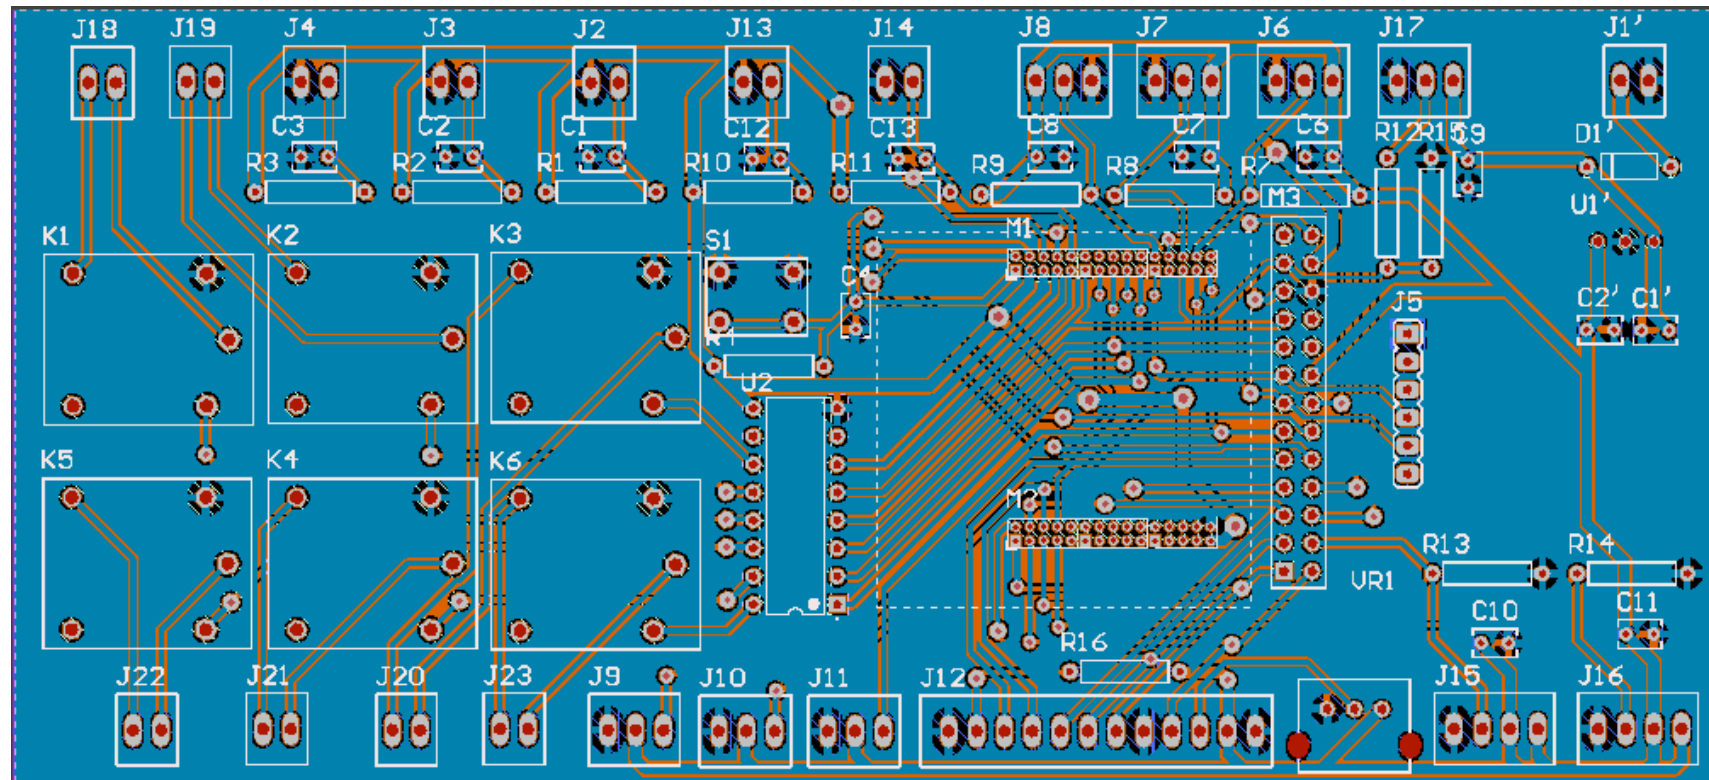 J18 J19 J4 J3 J2 J13 J14 J8 J7 J6 J17 J1'
C3 C2 C1 C12 C13 C8 C7 C6 R12 R15 C9 D1'
R3 R2 R1 R10 R11 R9 R8 R7
M3 U1'
K1 K2 K3 S1 M1
C4 J5 C2' C1'
U2
K5 K4 K6
R13 R14
VR1
R16 C10 C11
J22 J21 J20 J23 J9 J10 J11 J12 J15 J16